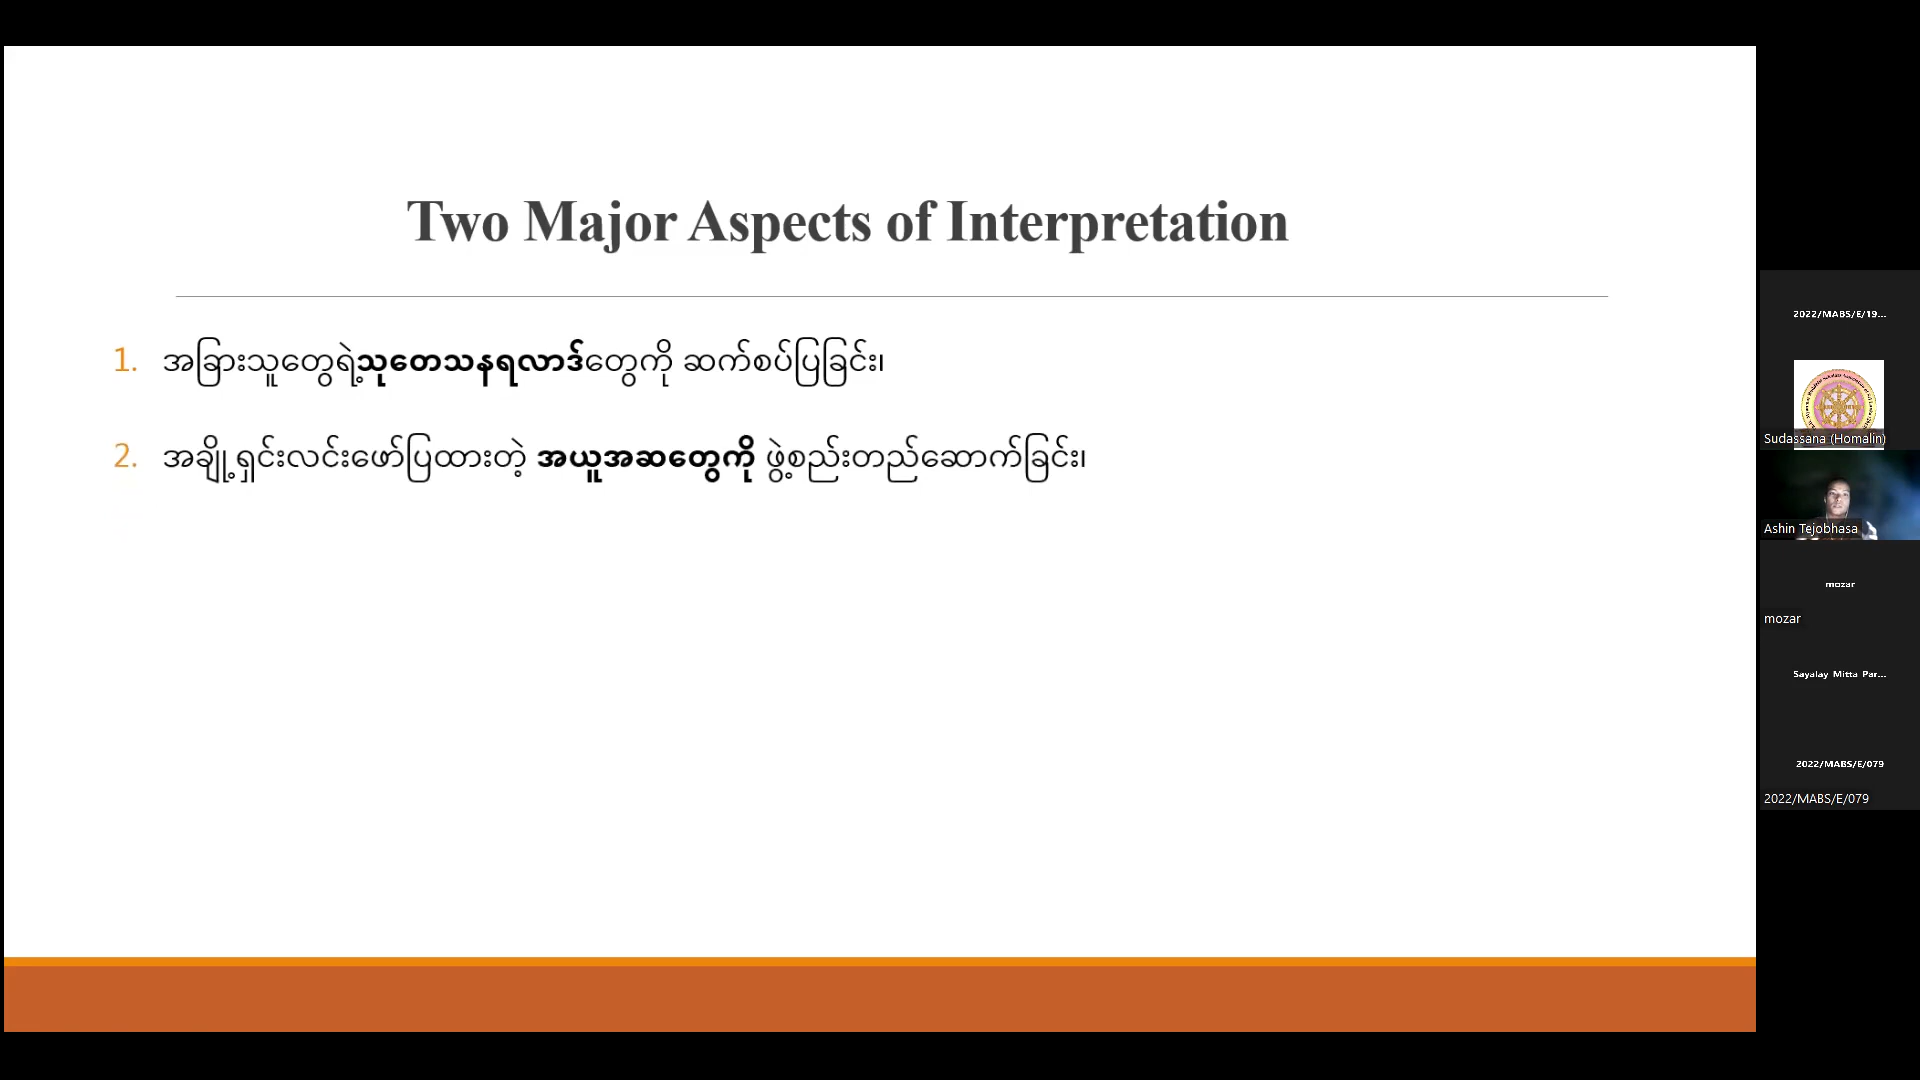 Two Major Aspects of Interpretation
1. အခြားသူတွေရဲ့သုတေသနရလာဒ်တွေကို ဆက်စပ်ပြခြင်း၊
2. အချို့ရှင်းလင်းဖော်ပြထားတဲ့ အယူအဆတွေကို ဖွဲ့စည်းတည်ဆောက်ခြင်း၊
2022/MABS/E/19...
Sudassana (Homalin)
Ashin Tejobhasa
mozar
mozar
Sayalay Mitta Par...
2022/MABS/E/079
2022/MABS/E/079